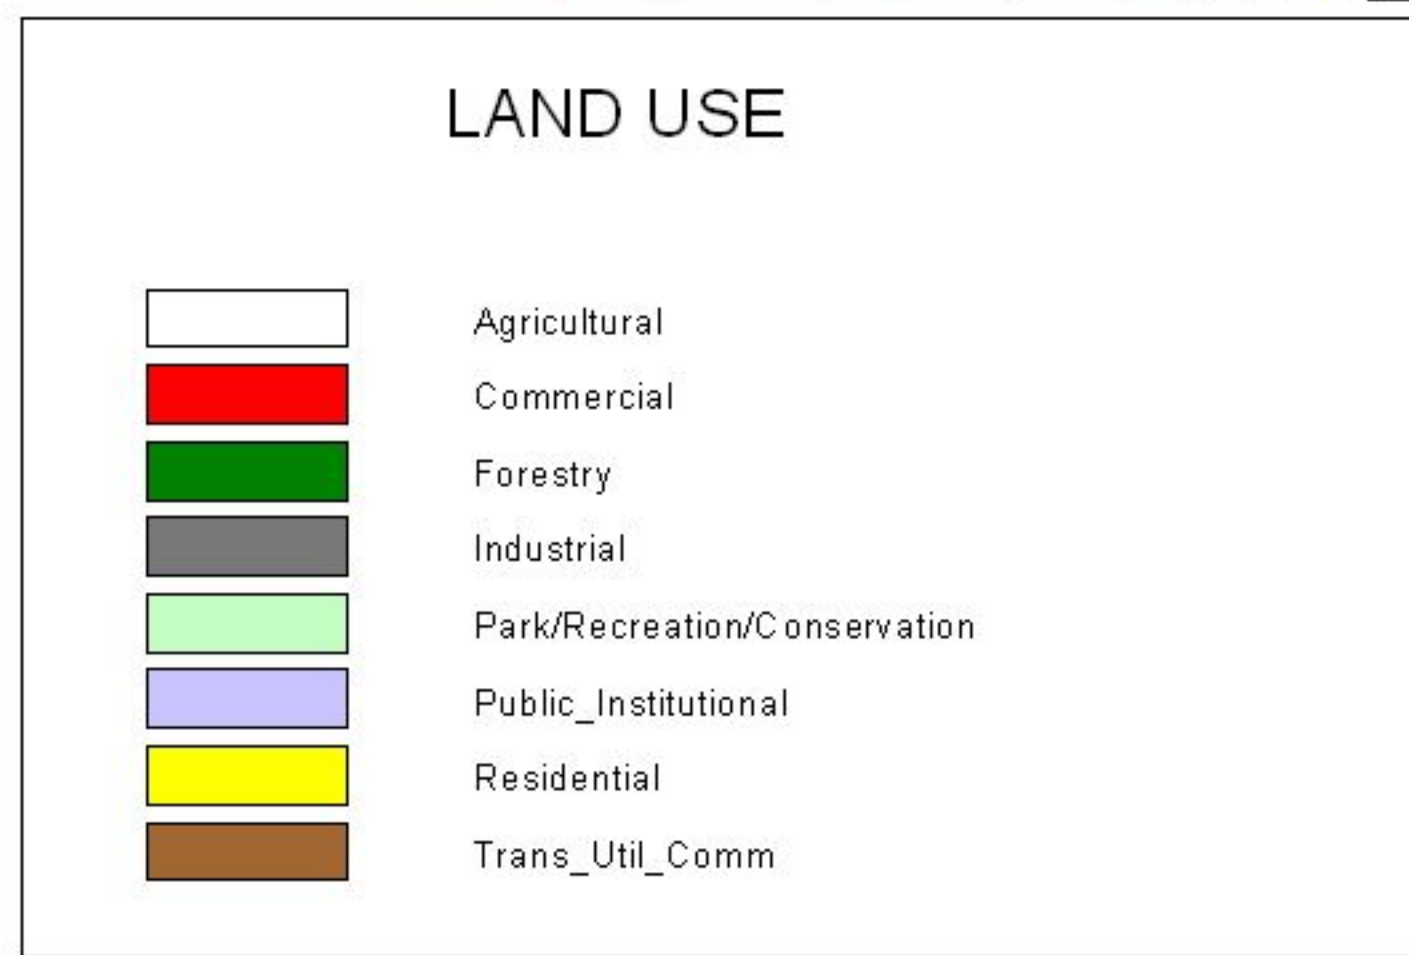 LAND USE
Agricultural
Commercial
Forestry
Industrial
Park/Recreation/Conservation
Public_Institutional
Residential
Trans_Util_Comm